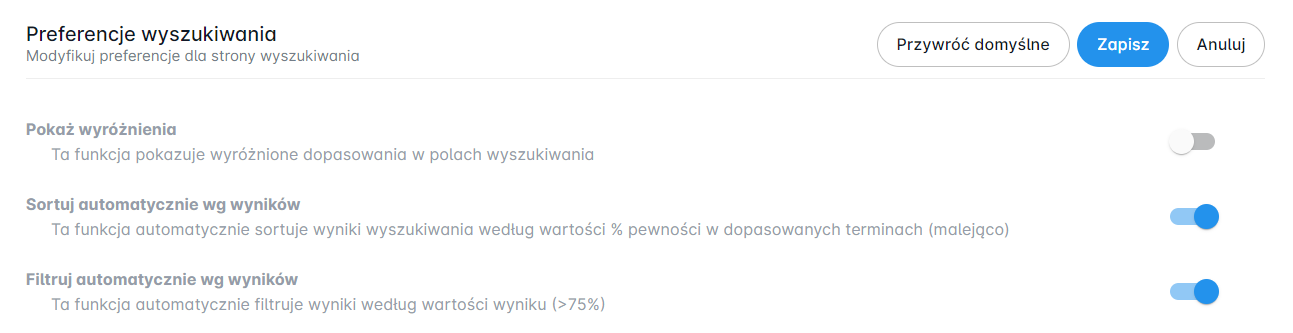 Preferencje wyszukiwania
Modyfikuj preferencje dla strony wyszukiwania
Przywróć domyślne
Zapisz
Anuluj
Pokaż wyróżnienia
Ta funkcja pokazuje wyróżnione dopasowania w polach wyszukiwania
Sortuj automatycznie wg wyników
Ta funkcja automatycznie sortuje wyniki wyszukiwania według wartości % pewności w dopasowanych terminach (malejąco)
Filtruj automatycznie wg wyników
Ta funkcja automatycznie filtruje wyniki według wartości wyniku (>75%)